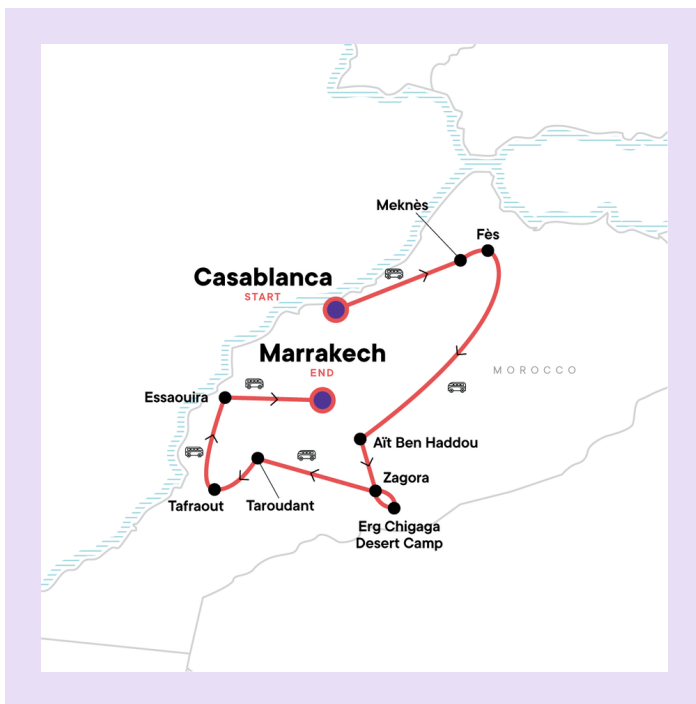 Meknès
Fès
Casablanca
START
Marrakech
END
MOROCCO
Essaouira
Aït Ben Haddou
Zagora
Tafraout
Taroudant
Erg Chigaga
Desert Camp